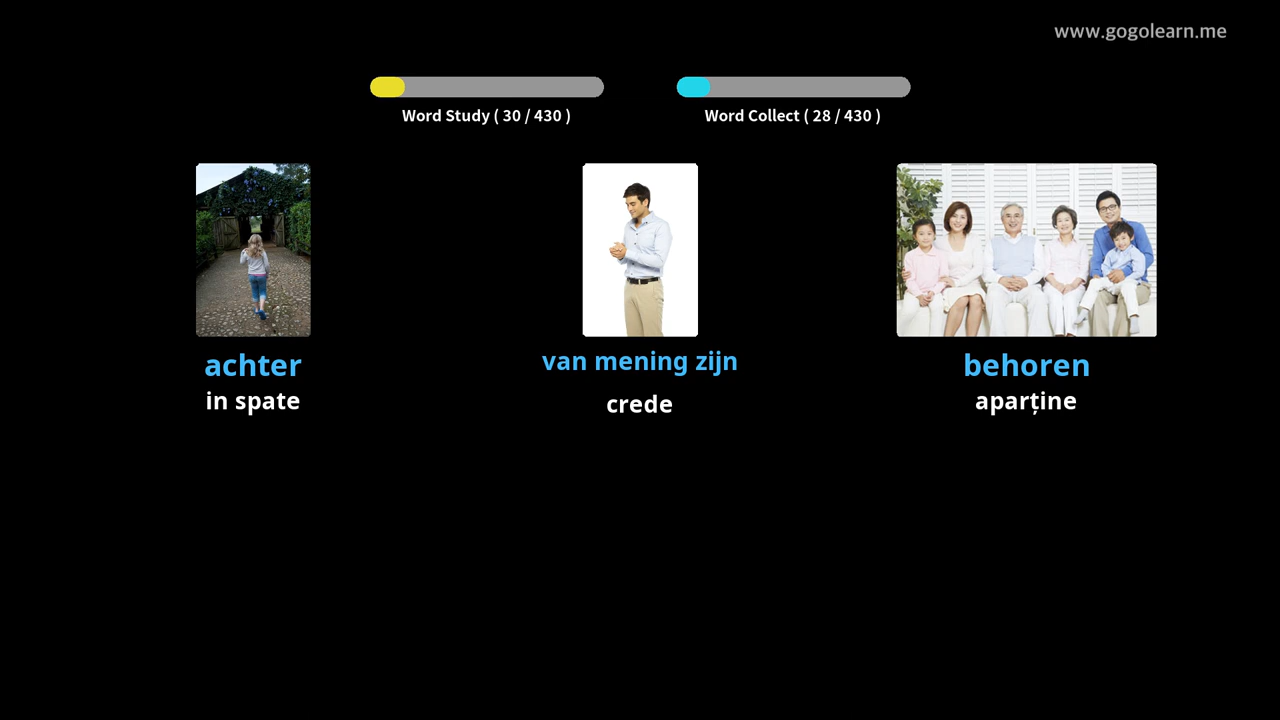 www.gogolearn.me
Word Study ( 30 / 430 )
Word Collect ( 28 / 430 )
achter
in spate
van mening zijn
crede
behoren
aparține